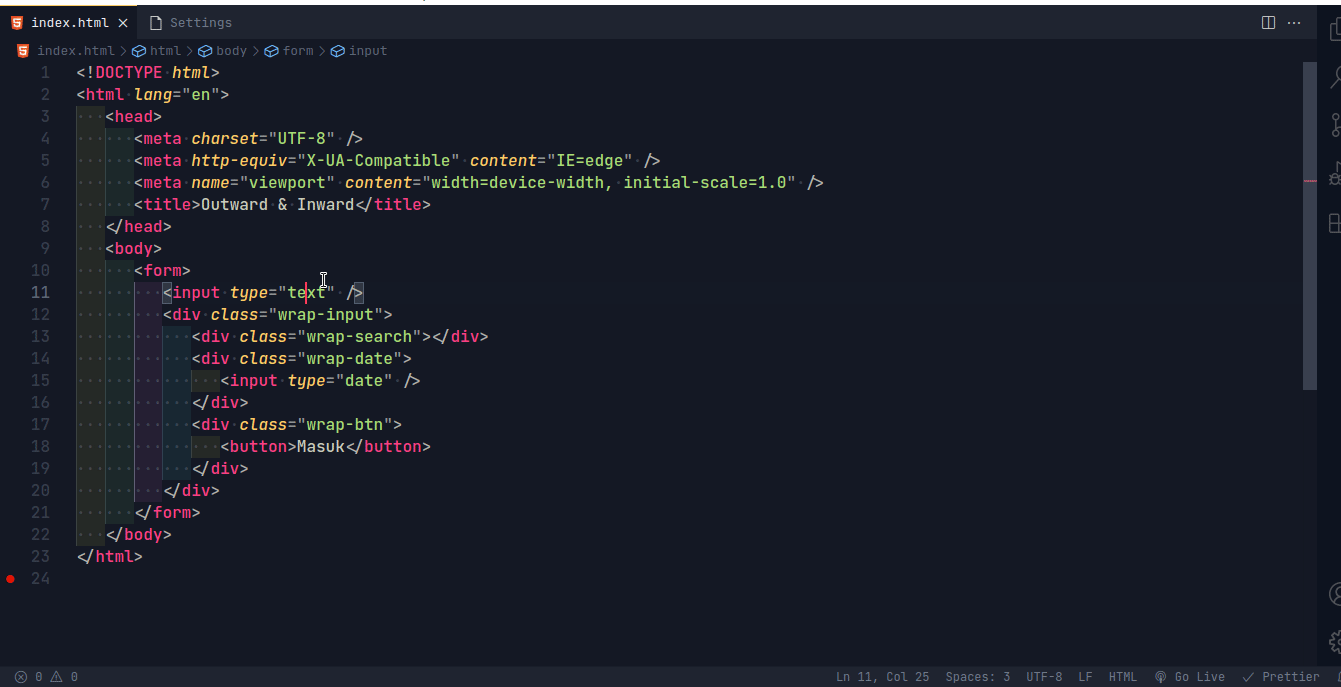 index.html × Settings
index.html > html > body > form > input
1 <!DOCTYPE html>
2 <html lang="en">
3 <head>
4 <meta charset="UTF-8" />
5 <meta http-equiv="X-UA-Compatible" content="IE=edge" />
6 <meta name="viewport" content="width=device-width, initial-scale=1.0" />
7 <title>Outward & Inward</title>
8 </head>
9 <body>
10 <form>
11 <input type="text" />
12 <div class="wrap-input">
13 <div class="wrap-search"></div>
14 <div class="wrap-date">
15 <input type="date" />
16 </div>
17 <div class="wrap-btn">
18 <button>Masuk</button>
19 </div>
20 </div>
21 </form>
22 </body>
23 </html>
24
0 0 Ln 11, Col 25 Spaces: 3 UTF-8 LF HTML Go Live Prettier